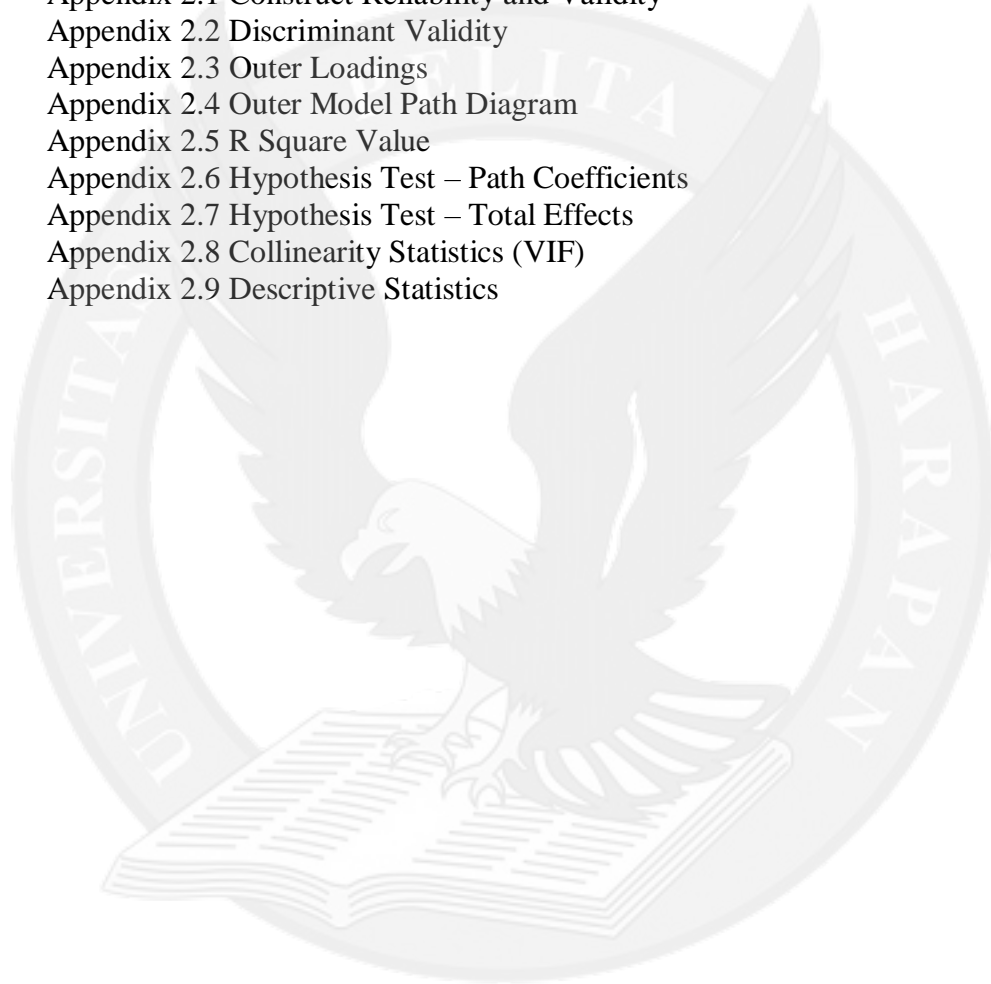 Appendix 2.1 Construct Reliability and Validity
Appendix 2.2 Discriminant Validity
Appendix 2.3 Outer Loadings
Appendix 2.4 Outer Model Path Diagram
Appendix 2.5 R Square Value
Appendix 2.6 Hypothesis Test – Path Coefficients
Appendix 2.7 Hypothesis Test – Total Effects
Appendix 2.8 Collinearity Statistics (VIF)
Appendix 2.9 Descriptive Statistics
UNIVERSITAS PELITA HARAPAN